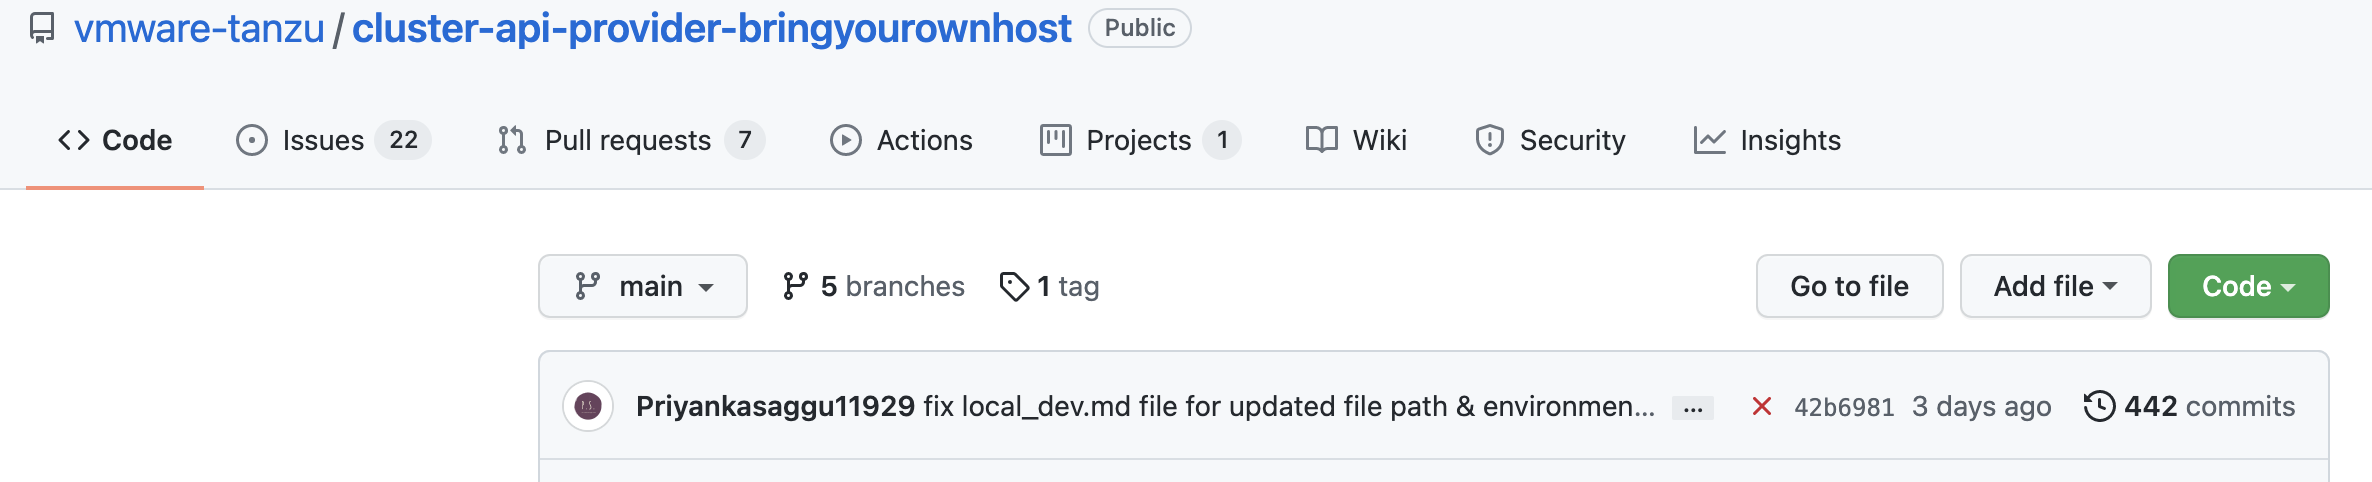 vmware-tanzu / cluster-api-provider-bringyourownhost Public
Code Issues 22 Pull requests 7 Actions Projects 1 Wiki Security Insights
main 5 branches 1 tag Go to file Add file Code
Priyankasaggu11929 fix local_dev.md file for updated file path & environmen... ... 42b6981 3 days ago 442 commits